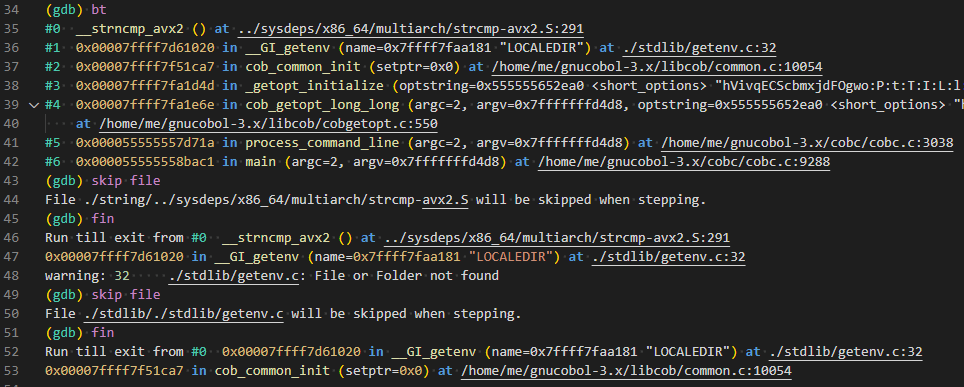 34 (gdb) bt
35 #0 __strncmp_avx2 () at ../sysdeps/x86_64/multiarch/strcmp-avx2.S:291
36 #1 0x00007ffff7d61020 in __GI_getenv (name=0x7ffff7faa181 "LOCALEDIR") at ./stdlib/getenv.c:32
37 #2 0x00007ffff7f51ca7 in cob_common_init (setptr=0x0) at /home/me/gnucobol-3.x/libcob/common.c:10054
38 #3 0x00007ffff7fa1d4d in _getopt_initialize (optstring=0x555555652ea0 <short_options> "hVivqECScbmxjdFOgwo:P:t:T:I:L:l
39 #4 0x00007ffff7fa1e6e in cob_getopt_long_long (argc=2, argv=0x7fffffffd4d8, optstring=0x555555652ea0 <short_options> "h
40 at /home/me/gnucobol-3.x/libcob/cobgetopt.c:550
41 #5 0x000055555557d71a in process_command_line (argc=2, argv=0x7fffffffd4d8) at /home/me/gnucobol-3.x/cobc/cobc.c:3038
42 #6 0x000055555558bac1 in main (argc=2, argv=0x7fffffffd4d8) at /home/me/gnucobol-3.x/cobc/cobc.c:9288
43 (gdb) skip file
44 File ./string/../sysdeps/x86_64/multiarch/strcmp-avx2.S will be skipped when stepping.
45 (gdb) fin
46 Run till exit from #0 __strncmp_avx2 () at ../sysdeps/x86_64/multiarch/strcmp-avx2.S:291
47 0x00007ffff7d61020 in __GI_getenv (name=0x7ffff7faa181 "LOCALEDIR") at ./stdlib/getenv.c:32
48 warning: 32 ./stdlib/getenv.c: File or Folder not found
49 (gdb) skip file
50 File ./stdlib/./stdlib/getenv.c will be skipped when stepping.
51 (gdb) fin
52 Run till exit from #0 0x00007ffff7d61020 in __GI_getenv (name=0x7ffff7faa181 "LOCALEDIR") at ./stdlib/getenv.c:32
53 0x00007ffff7f51ca7 in cob_common_init (setptr=0x0) at /home/me/gnucobol-3.x/libcob/common.c:10054